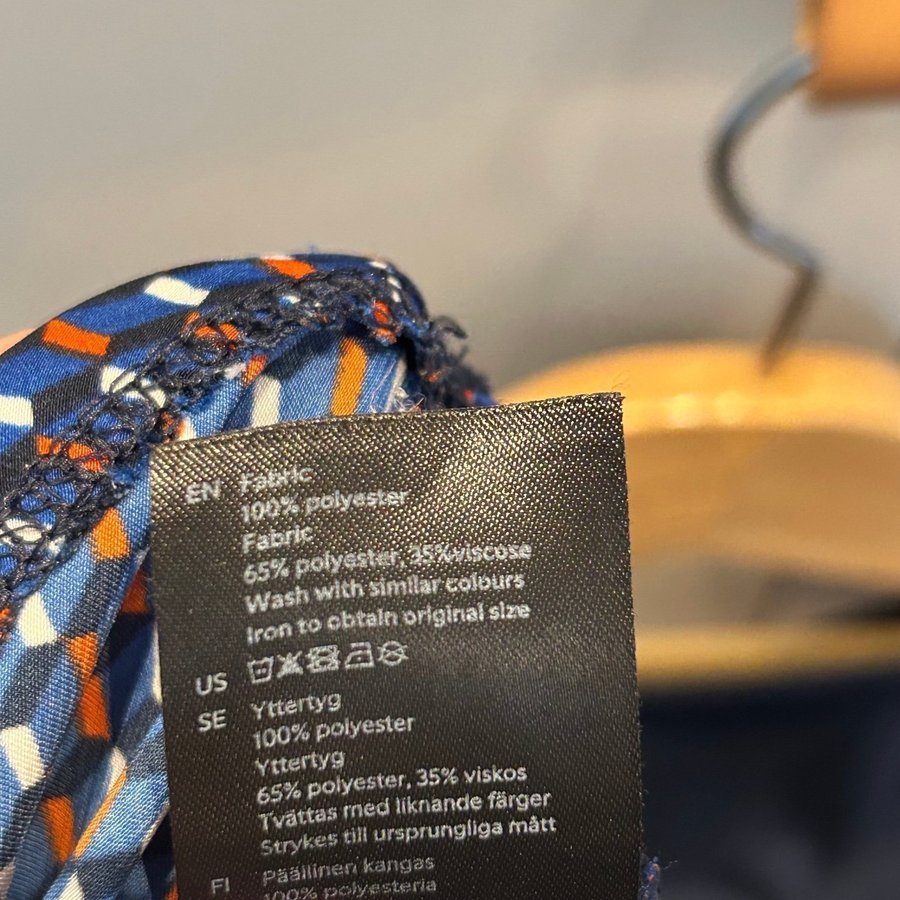 EN Fabric
100% polyester
Fabric
65% polyester, 35%viscose
Wash with similar colours
Iron to obtain original size
US
SE Yttertyg
100% polyester
Yttertyg
65% polyester, 35% viskos
Tvättas med liknande färger
Strykes till ursprungliga mått
FI Päällinen kangas
100% polyesteria